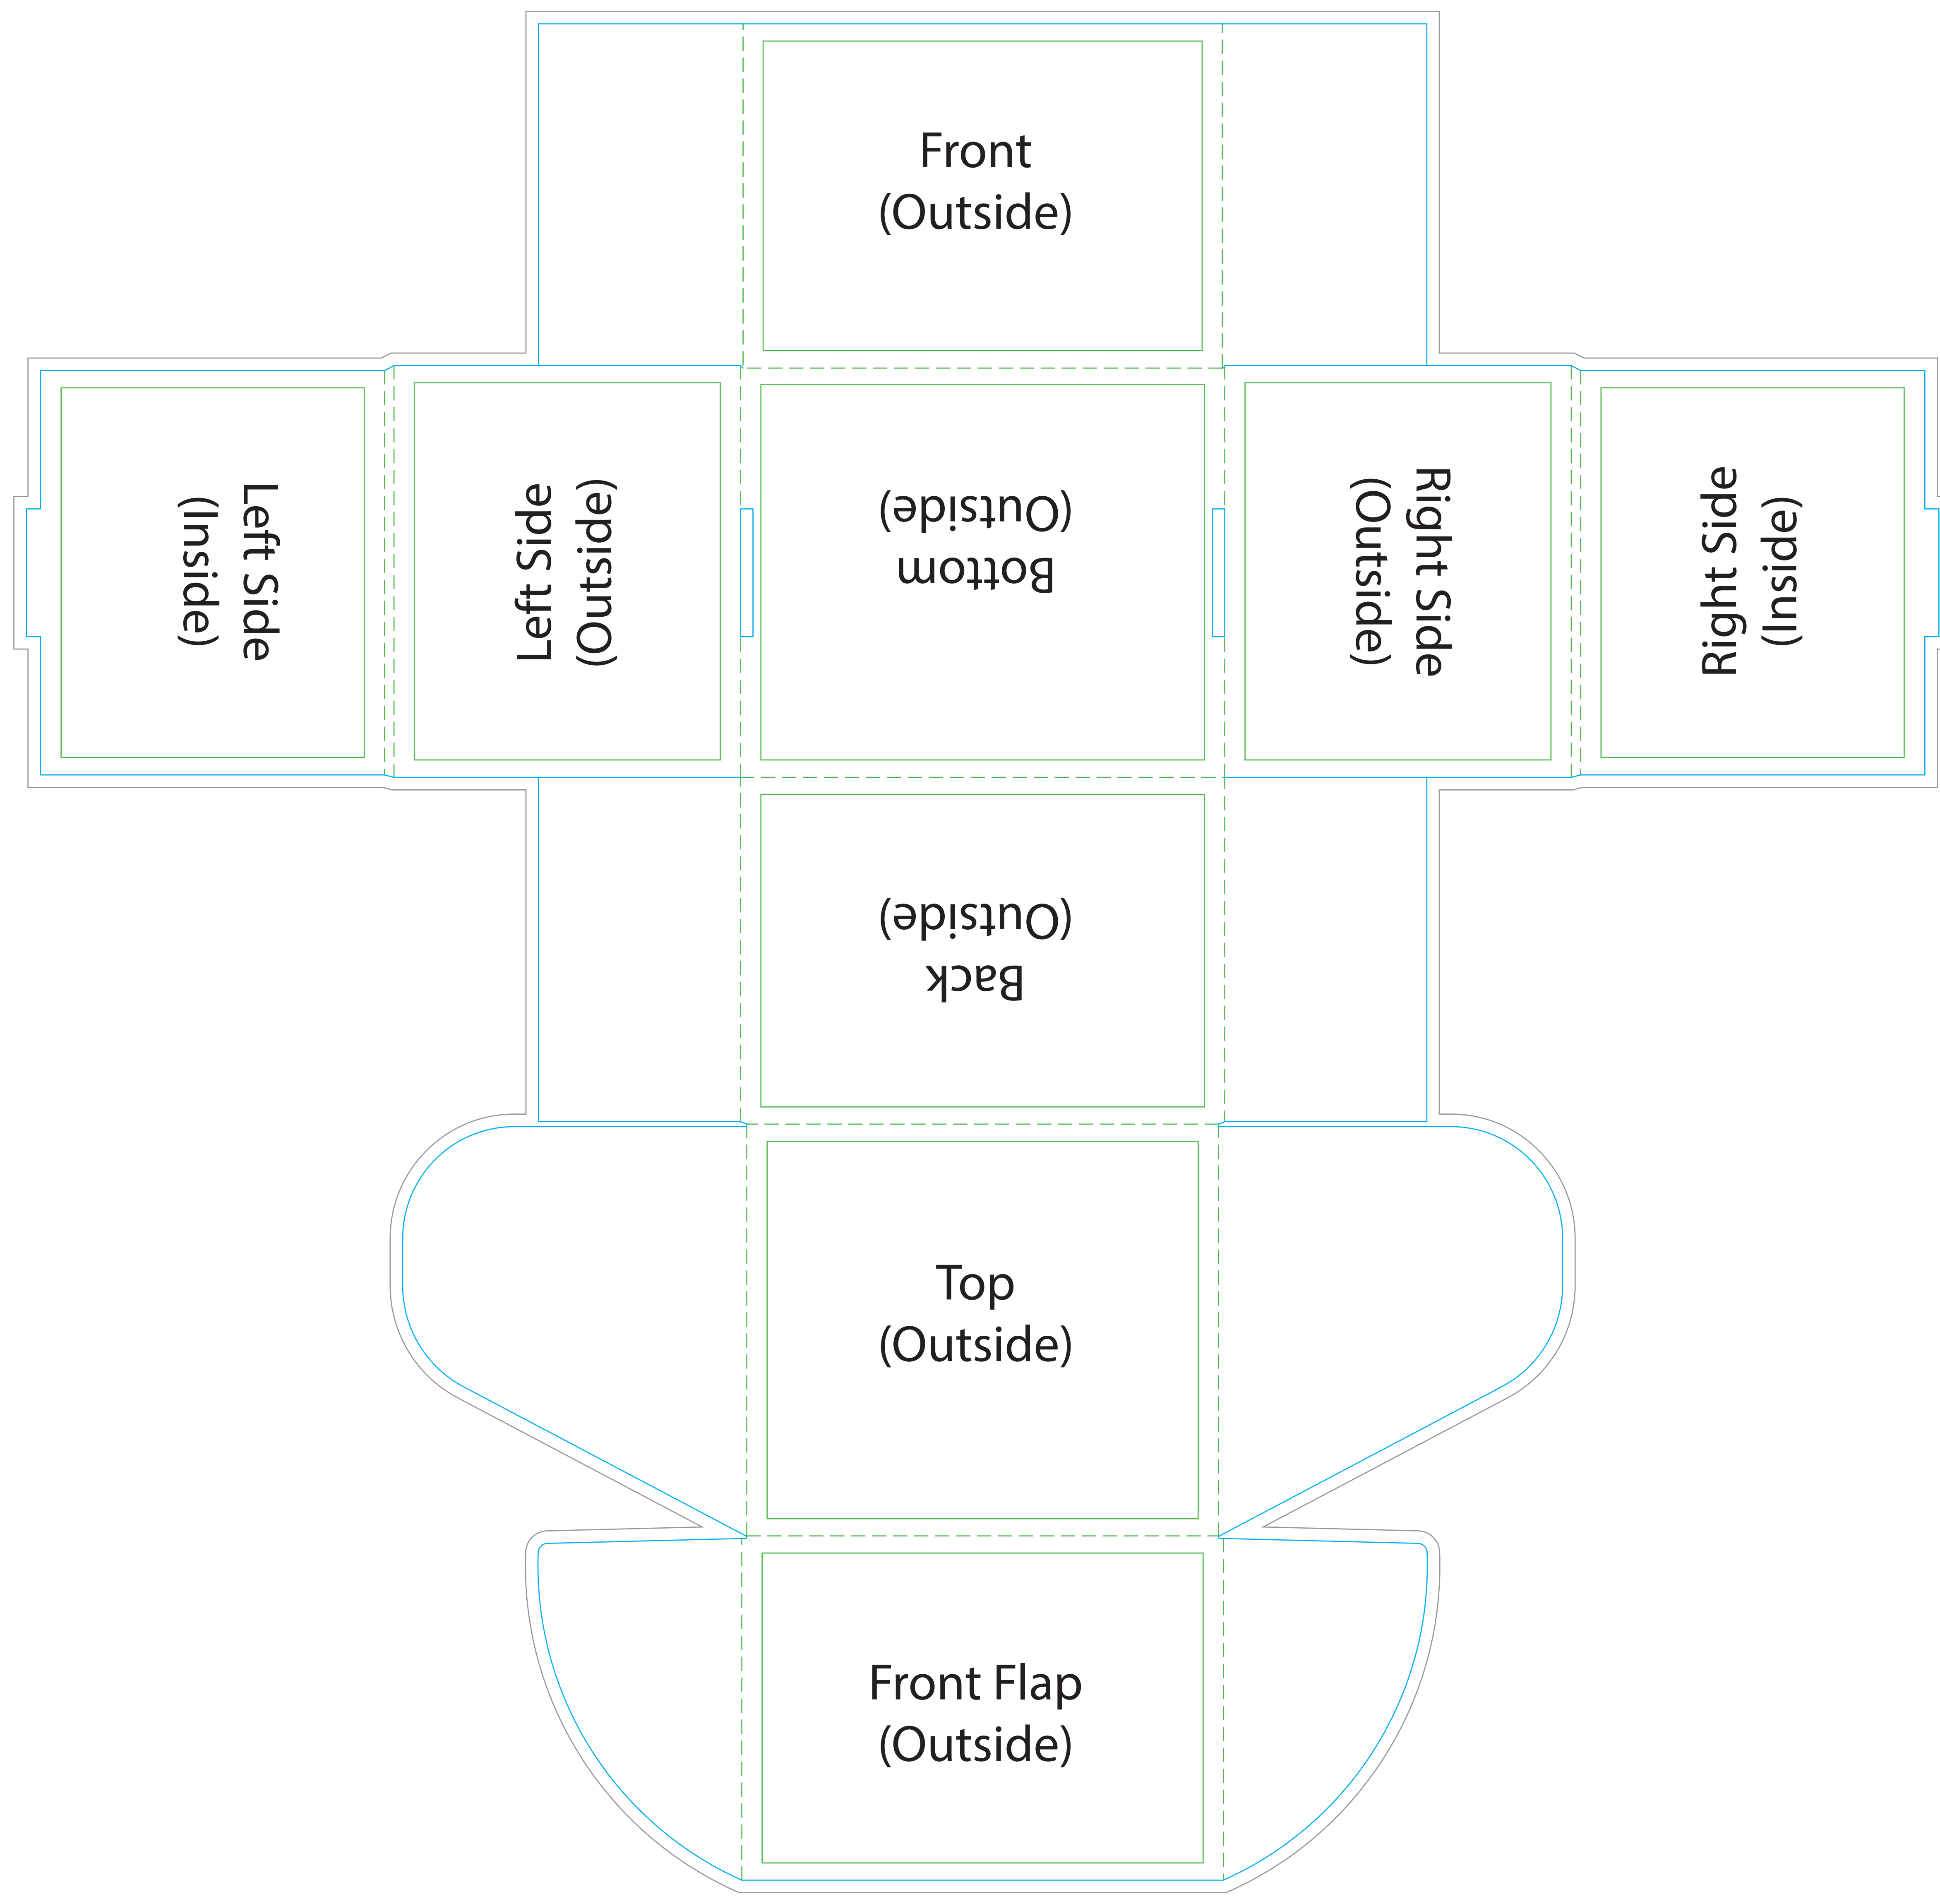 Front
(Outside)
Left Side
(Inside)
Left Side
(Outside)
Bottom
(Outside)
Right Side
(Outside)
Right Side
(Inside)
Back
(Outside)
Top
(Outside)
Front Flap
(Outside)